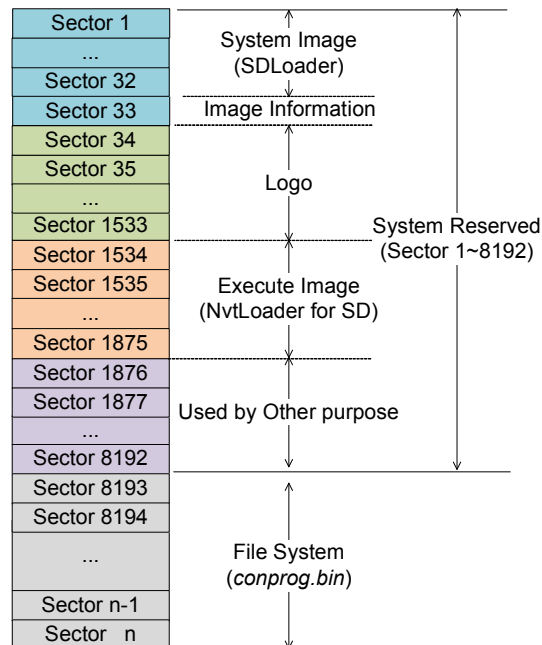 Sector 1
...
Sector 32
Sector 33
Sector 34
Sector 35
...
Sector 1533
Sector 1534
Sector 1535
...
Sector 1875
Sector 1876
Sector 1877
...
Sector 8192
Sector 8193
Sector 8194
...
Sector n-1
Sector n
System Image
(SDLoader)
Image Information
Logo
Execute Image
(NvtLoader for SD)
Used by Other purpose
File System
(conprog.bin)
System Reserved
(Sector 1~8192)